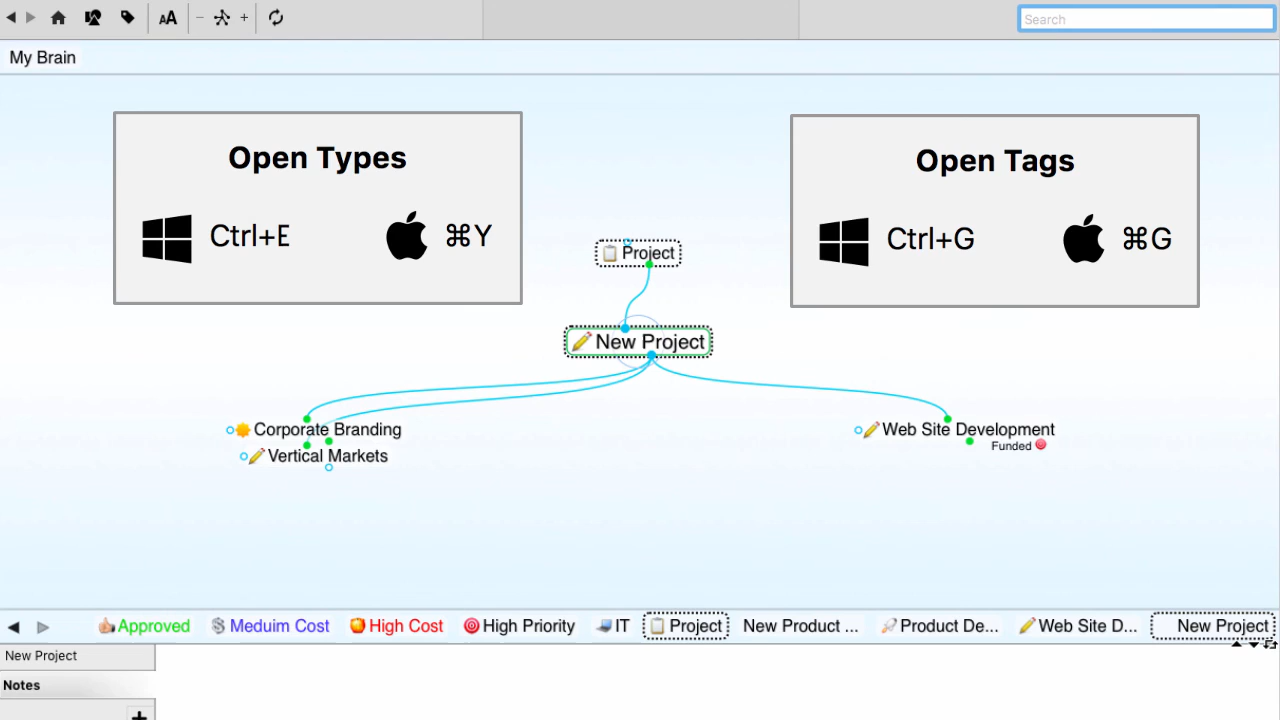 Search
My Brain
Open Types
Ctrl+E
⌘Y
Open Tags
Ctrl+G
⌘G
Project
New Project
Corporate Branding
Vertical Markets
Web Site Development
Funded
Approved
Meduim Cost
High Cost
High Priority
IT
Project
New Product ...
Product De...
Web Site D...
New Project
New Project
Notes